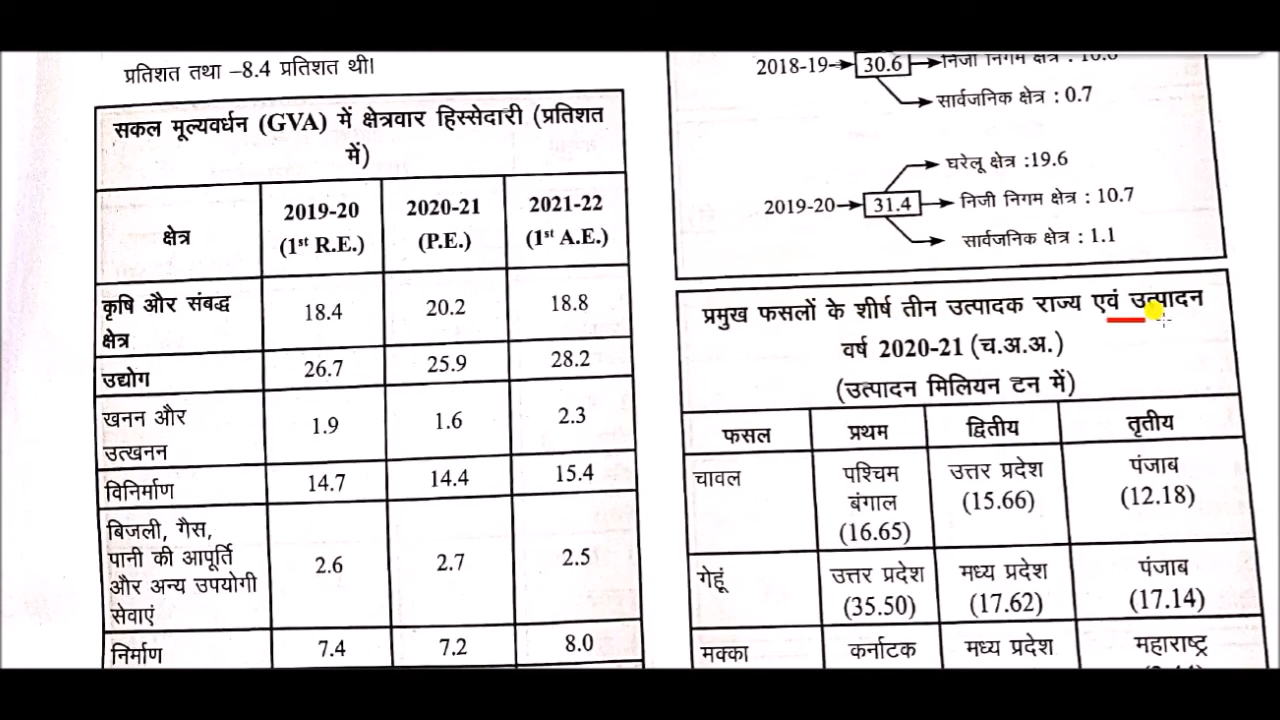 प्रतिशत तथा –8.4 प्रतिशत थी।
सकल मूल्यवर्धन (GVA) में क्षेत्रवार हिस्सेदारी (प्रतिशत
में)
क्षेत्र
2019-20
(1st R.E.)
2020-21
(P.E.)
2021-22
(1st A.E.)
कृषि और संबद्ध
क्षेत्र
18.4
20.2
18.8
उद्योग
26.7
25.9
28.2
खनन और
उत्खनन
1.9
1.6
2.3
विनिर्माण
14.7
14.4
15.4
बिजली, गैस,
पानी की आपूर्ति
और अन्य उपयोगी
सेवाएं
2.6
2.7
2.5
निर्माण
7.4
7.2
8.0
2018-19
30.6
निजी निगम क्षेत्र :
सार्वजनिक क्षेत्र : 0.7
घरेलू क्षेत्र :19.6
2019-20
31.4
निजी निगम क्षेत्र : 10.7
सार्वजनिक क्षेत्र : 1.1
प्रमुख फसलों के शीर्ष तीन उत्पादक राज्य एवं उत्पादन
वर्ष 2020-21 (च.अ.अ.)
(उत्पादन मिलियन टन में)
फसल
प्रथम
द्वितीय
तृतीय
चावल
पश्चिम
बंगाल
(16.65)
उत्तर प्रदेश
(15.66)
पंजाब
(12.18)
गेहूं
उत्तर प्रदेश
(35.50)
मध्य प्रदेश
(17.62)
पंजाब
(17.14)
मक्का
कर्नाटक
मध्य प्रदेश
महाराष्ट्र